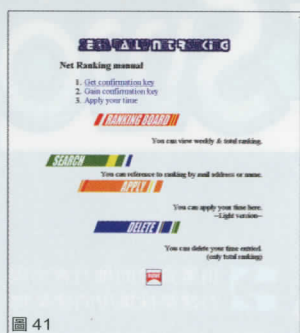 Net Ranking manual
1. Get confirmation key
2. Gain confirmation key
3. Apply your time
RANKING BOARD
You can view weekly & total ranking.
SEARCH
You can reference to ranking by mail address or name.
APPLY
You can apply your time here.
--Light version--
DELETE
You can delete your time entried.
(only total ranking)
圖 41